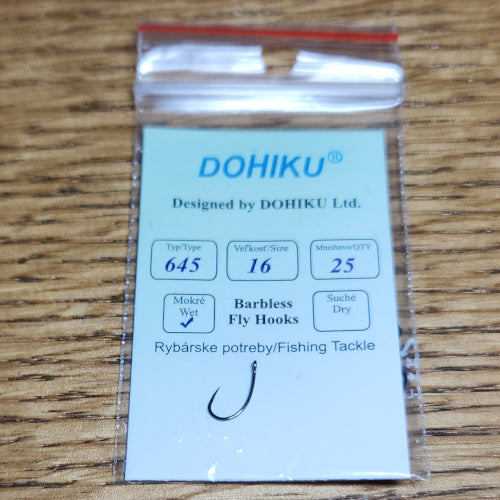 DOHIKU®
Designed by DOHIKU Ltd.
Typ/Type
645
Veľkosť/Size
16
Množstvo/QTY
25
Mokré
Wet
✓
Barbless
Fly Hooks
Suché
Dry
Rybárske potreby/Fishing Tackle